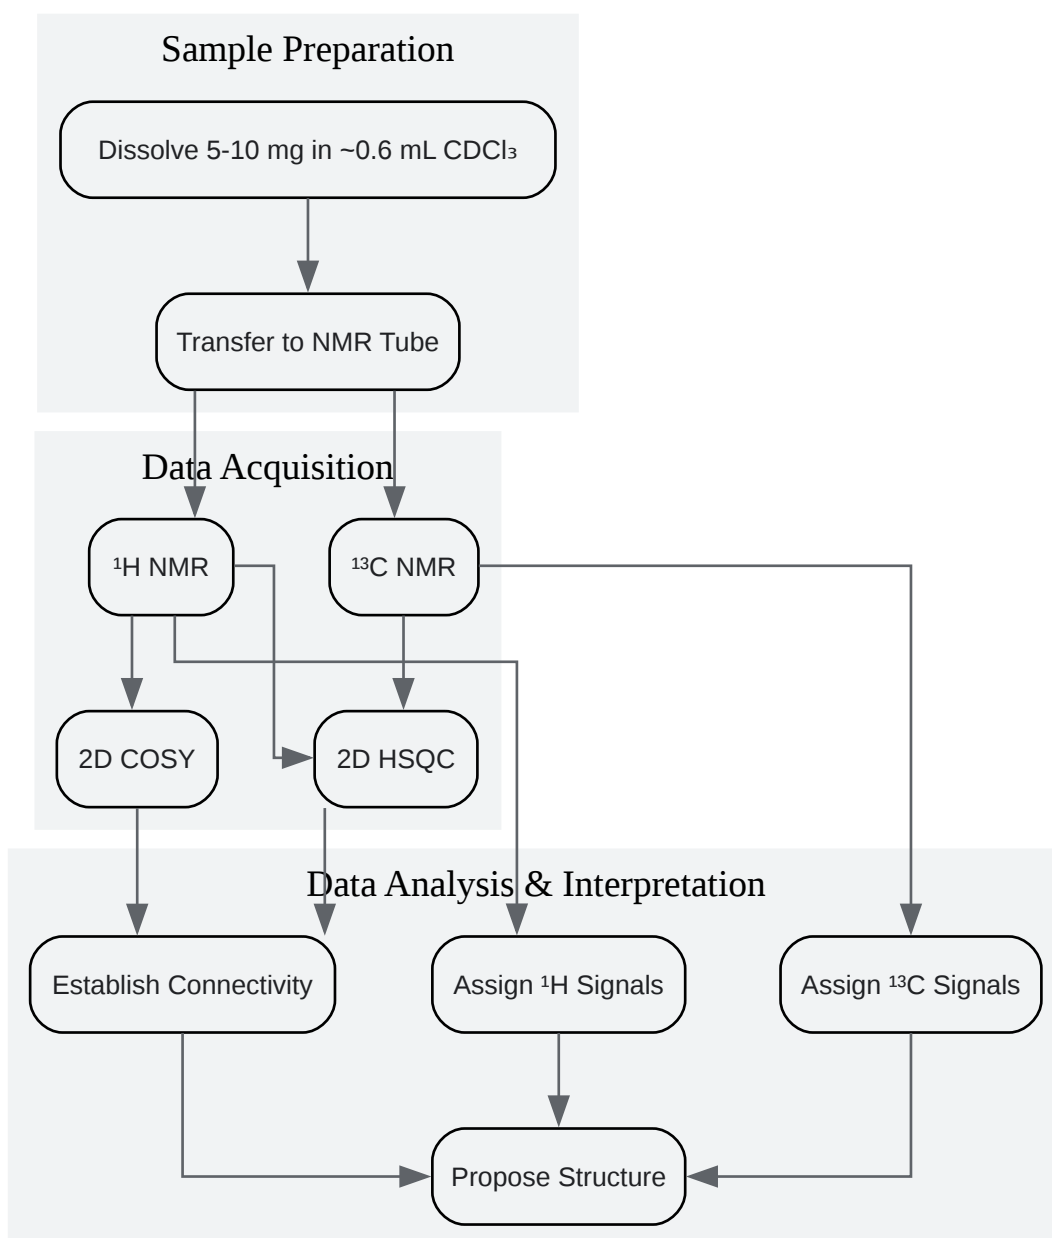 Sample Preparation
Dissolve 5-10 mg in ~0.6 mL CDCl₃
Transfer to NMR Tube
Data Acquisition
¹H NMR
¹³C NMR
2D COSY
2D HSQC
Data Analysis & Interpretation
Establish Connectivity
Assign ¹H Signals
Assign ¹³C Signals
Propose Structure